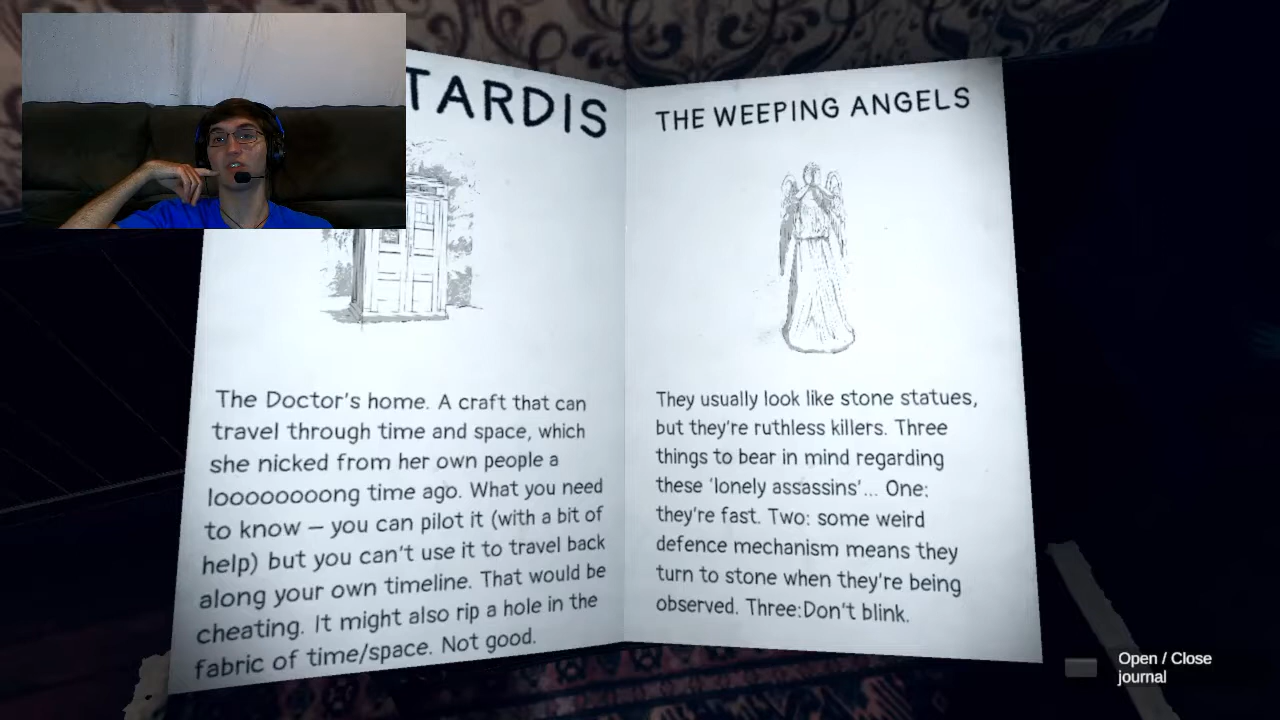 TARDIS
The Doctor's home. A craft that can
travel through time and space, which
she nicked from her own people a
loooooooong time ago. What you need
to know – you can pilot it (with a bit of
help) but you can't use it to travel back
along your own timeline. That would be
cheating. It might also rip a hole in the
fabric of time/space. Not good.
THE WEEPING ANGELS
They usually look like stone statues,
but they're ruthless killers. Three
things to bear in mind regarding
these 'lonely assassins'... One:
they're fast. Two: some weird
defence mechanism means they
turn to stone when they're being
observed. Three:Don't blink.
Open / Close
journal